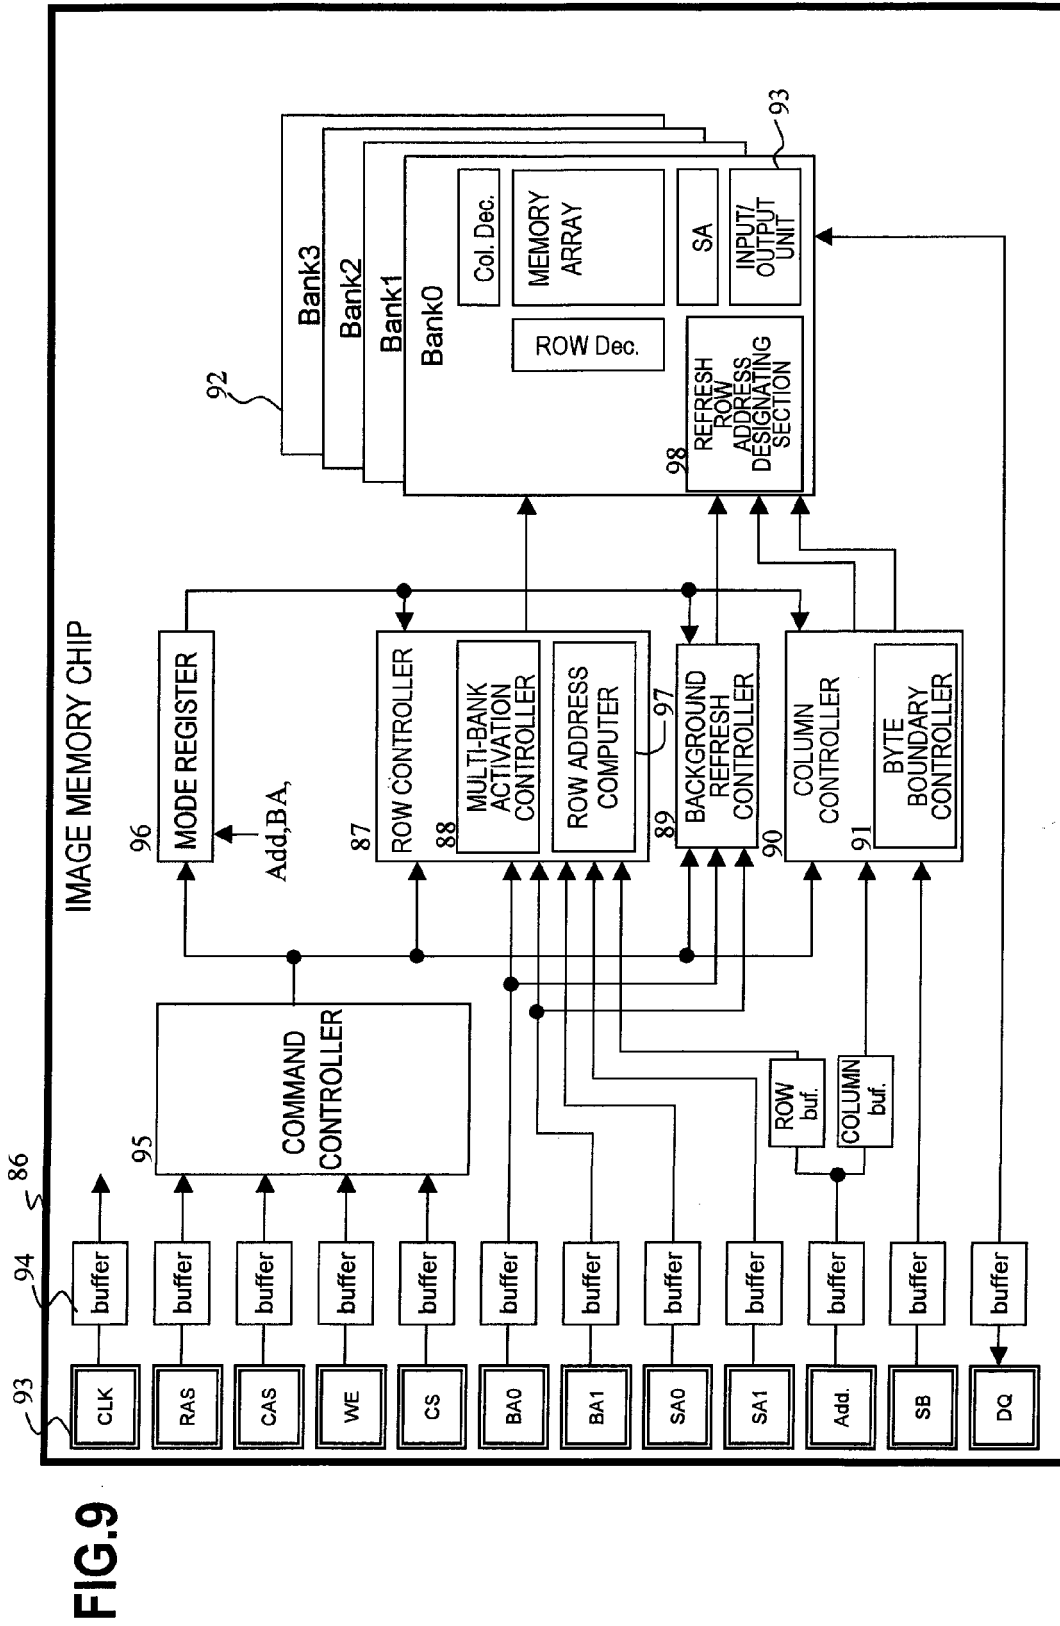 FIG.9
IMAGE MEMORY CHIP
86
93
94
CLK
buffer
RAS
buffer
CAS
buffer
WE
buffer
CS
buffer
BA0
buffer
BA1
buffer
SA0
buffer
SA1
buffer
Add.
buffer
SB
buffer
DQ
buffer
95
COMMAND
CONTROLLER
ROW
buf.
COLUMN
buf.
96
MODE REGISTER
Add,BA,
87
ROW CONTROLLER
88
MULTI-BANK
ACTIVATION
CONTROLLER
ROW ADDRESS
COMPUTER
97
89
BACKGROUND
REFRESH
CONTROLLER
90
COLUMN
CONTROLLER
91
BYTE
BOUNDARY
CONTROLLER
92
Bank3
Bank2
Bank1
Bank0
Col. Dec.
ROW Dec.
MEMORY
ARRAY
SA
98
REFRESH
ROW
ADDRESS
DESIGNATING
SECTION
INPUT/
OUTPUT
UNIT
93